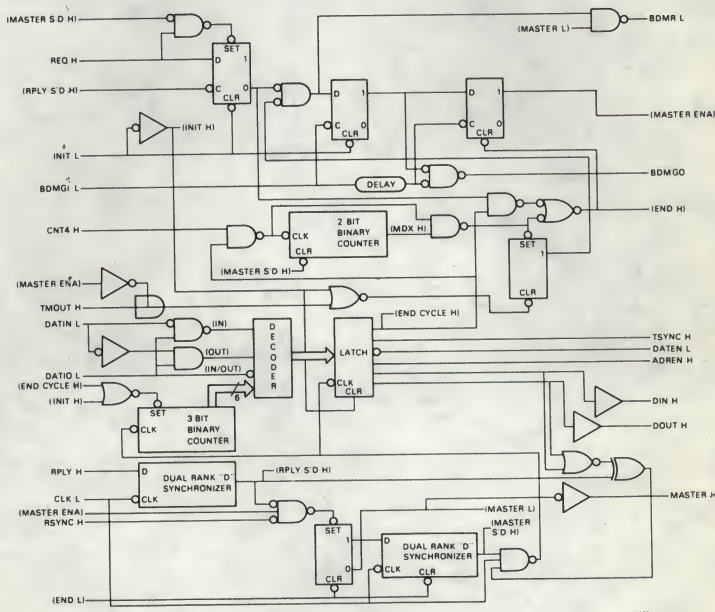 (MASTER S'D H)
SET
BDMR L
(MASTER L)
REQ H
D 1
(RPLY S'D H)
C 0
CLR
D 1
C 0
CLR
D 1
C 0
CLR
(MASTER ENA)
(INIT H)
INIT L
BDMGI L
DELAY
BDMGO
CNT4 H
2 BIT
BINARY
COUNTER
CLK
CLR
(MDX H)
(END H)
(MASTER S'D H)
SET
1
CLR
(MASTER ENA)
TMOUT H
(END CYCLE H)
DATIN L
(IN)
DECODER
LATCH
CLK
CLR
TSYNC H
DATEN L
ADREN H
(OUT)
DATIO L
(IN/OUT)
(END CYCLE H)
(INIT H)
6
DIN H
SET
3 BIT
BINARY
COUNTER
CLK
DOUT H
RPLY H
D
DUAL RANK "D"
SYNCHRONIZER
CLK
(RPLY S'D H)
CLK L
(MASTER L)
MASTER H
(MASTER ENA)
RSYNC H
SET
1
0
CLR
(MASTER
S'D H)
D
DUAL RANK "D"
SYNCHRONIZER
CLK
CLR
(END L)